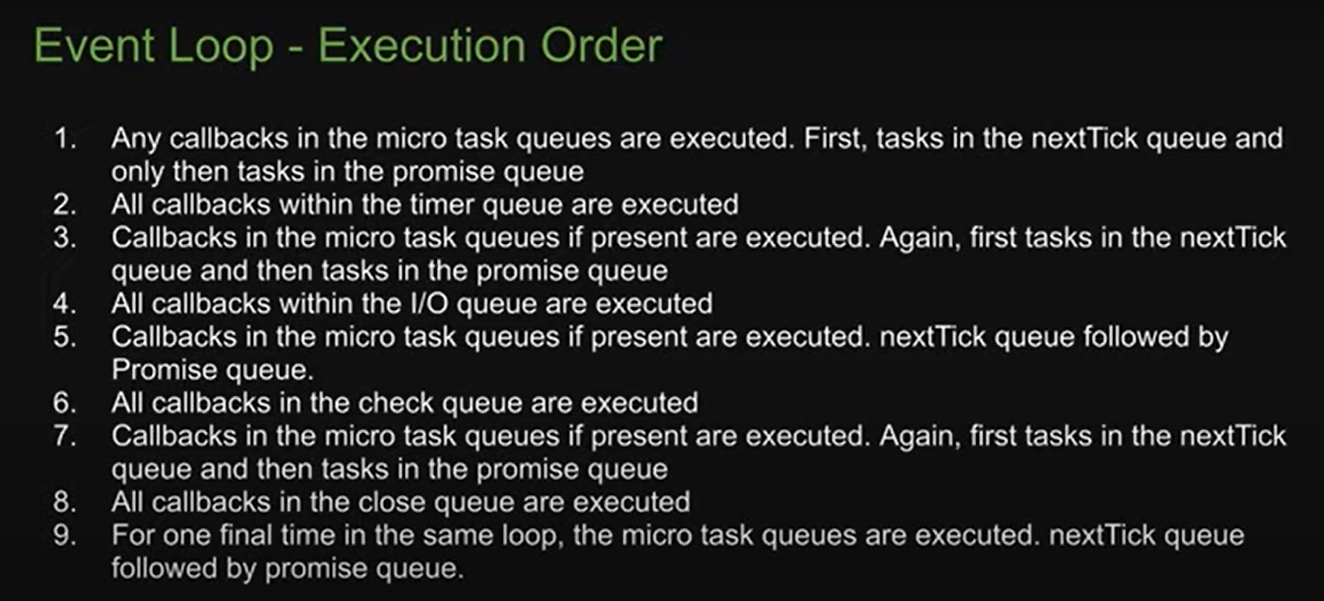 Event Loop - Execution Order
1. Any callbacks in the micro task queues are executed. First, tasks in the nextTick queue and
only then tasks in the promise queue
2. All callbacks within the timer queue are executed
3. Callbacks in the micro task queues if present are executed. Again, first tasks in the nextTick
queue and then tasks in the promise queue
4. All callbacks within the I/O queue are executed
5. Callbacks in the micro task queues if present are executed. nextTick queue followed by
Promise queue.
6. All callbacks in the check queue are executed
7. Callbacks in the micro task queues if present are executed. Again, first tasks in the nextTick
queue and then tasks in the promise queue
8. All callbacks in the close queue are executed
9. For one final time in the same loop, the micro task queues are executed. nextTick queue
followed by promise queue.